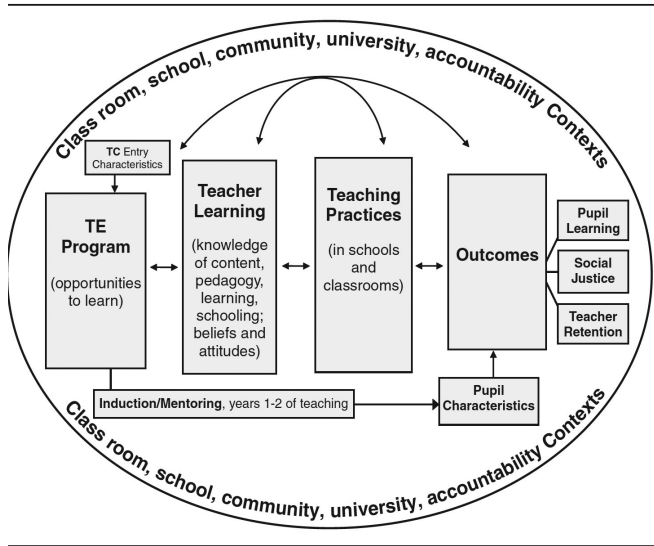 Class room, school, community, university, accountability Contexts
TC Entry
Characteristics
TE
Program
(opportunities
to learn)
Teacher
Learning
(knowledge
of content,
pedagogy,
learning,
schooling;
beliefs and
attitudes)
Teaching
Practices
(in schools
and
classrooms)
Outcomes
Pupil
Learning
Social
Justice
Teacher
Retention
Induction/Mentoring, years 1-2 of teaching
Pupil
Characteristics
Class room, school, community, university, accountability Contexts